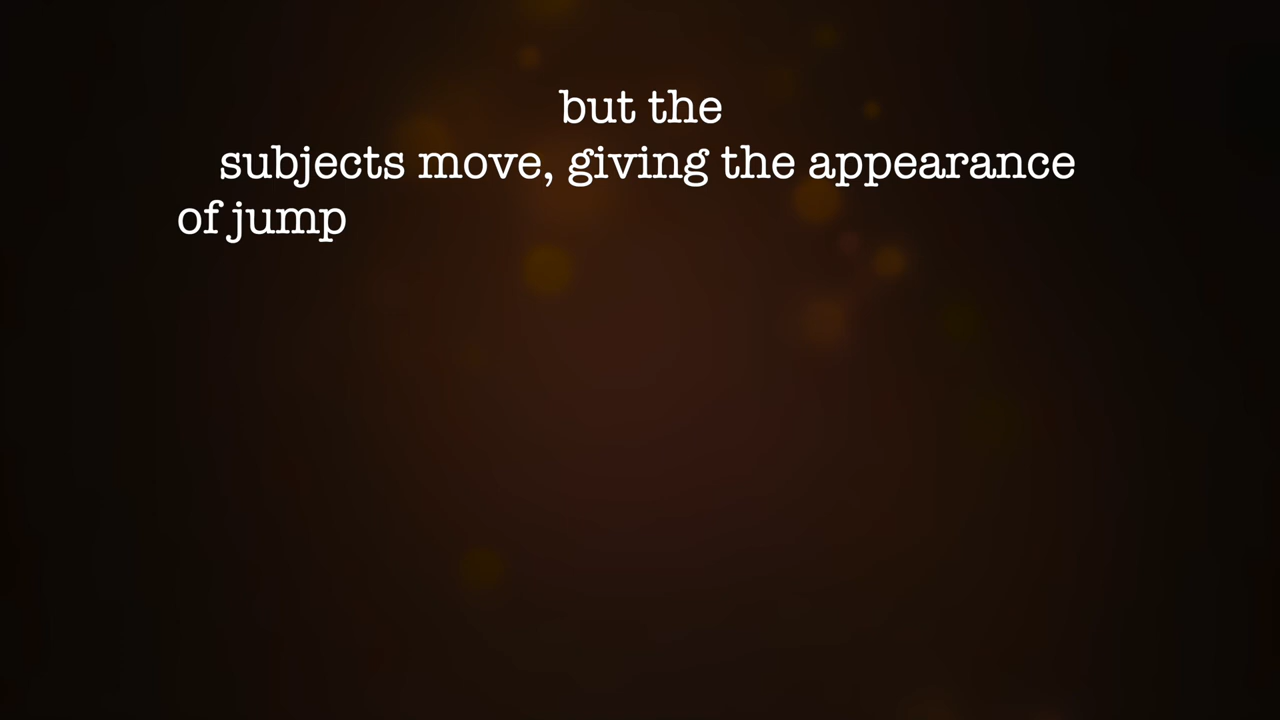 but the
subjects move, giving the appearance
of jump